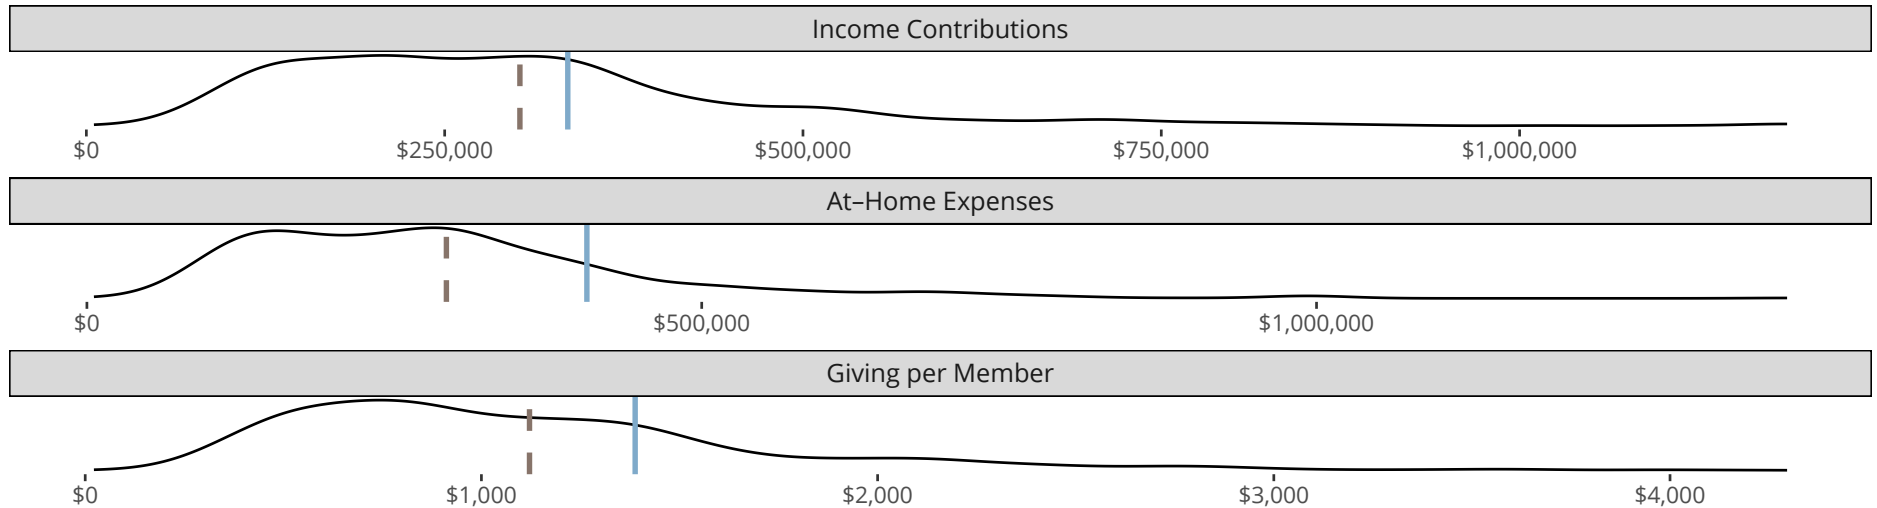 Income Contributions
$0 $250,000 $500,000 $750,000 $1,000,000
At–Home Expenses
$0 $500,000 $1,000,000
Giving per Member
$0 $1,000 $2,000 $3,000 $4,000